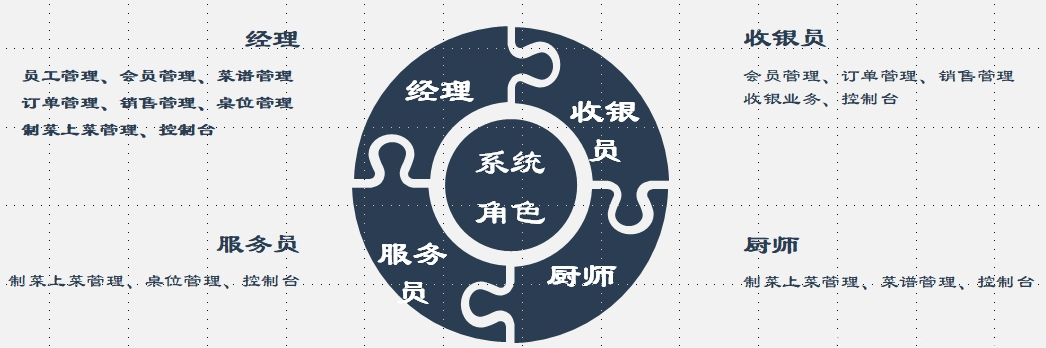 经理
员工管理、会员管理、菜谱管理
订单管理、销售管理、桌位管理
制菜上菜管理、控制台
收银员
会员管理、订单管理、销售管理
收银业务、控制台
经理
收银
员
系统
角色
服务
员
厨师
服务员
制菜上菜管理、桌位管理、控制台
厨师
制菜上菜管理、菜谱管理、控制台